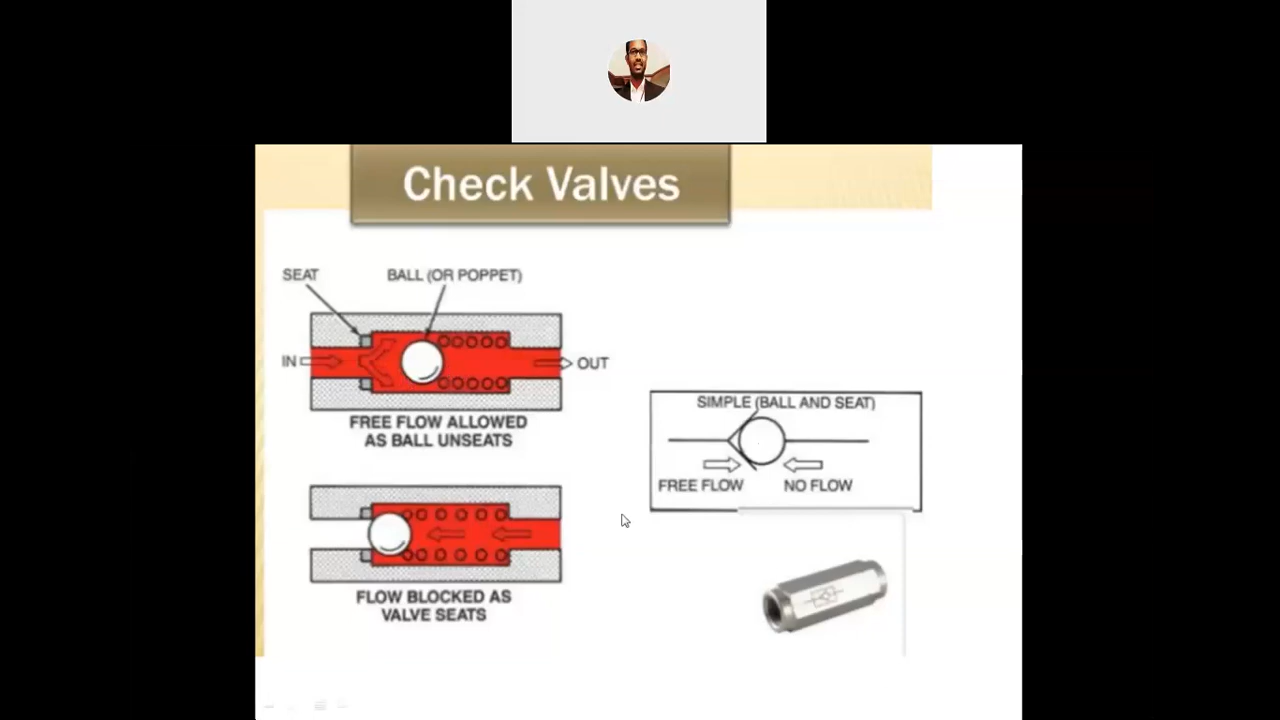 Check Valves
SEAT
BALL (OR POPPET)
IN
OUT
FREE FLOW ALLOWED
AS BALL UNSEATS
SIMPLE (BALL AND SEAT)
FREE FLOW
NO FLOW
FLOW BLOCKED AS
VALVE SEATS